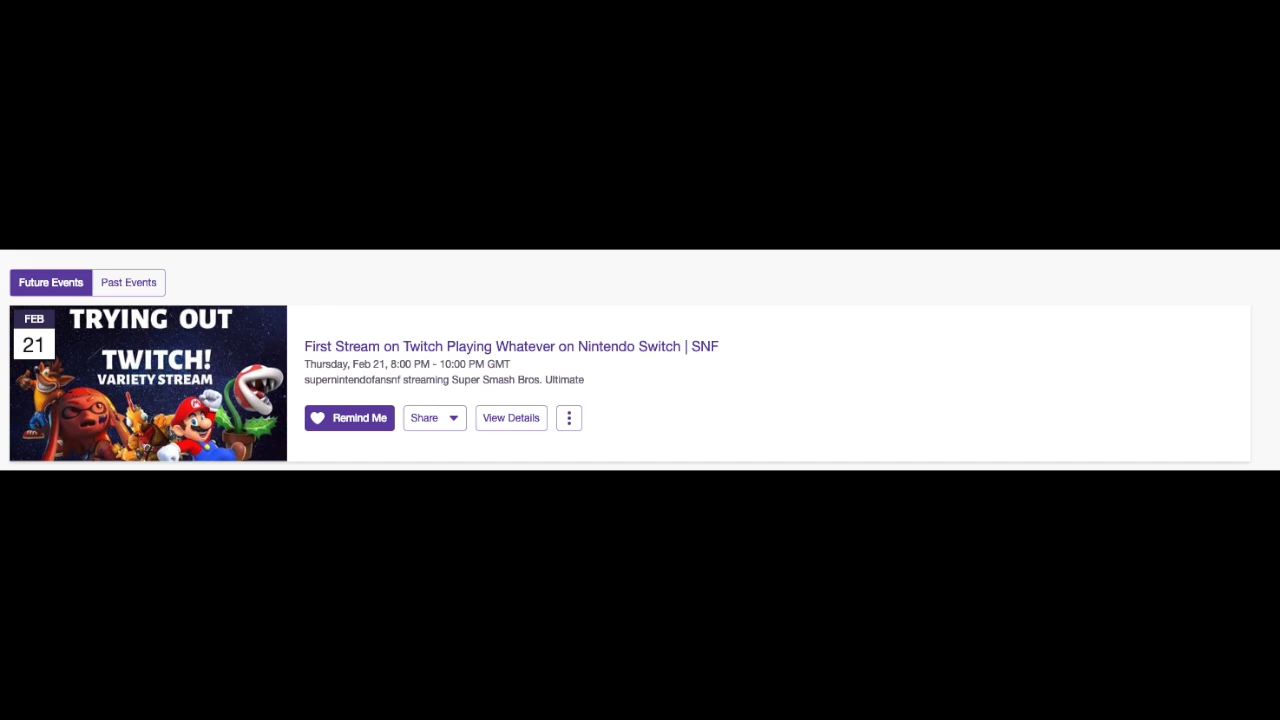 Future Events Past Events
FEB
21
TRYING OUT
TWITCH!
VARIETY STREAM
First Stream on Twitch Playing Whatever on Nintendo Switch | SNF
Thursday, Feb 21, 8:00 PM - 10:00 PM GMT
supernintendofansnf streaming Super Smash Bros. Ultimate
Remind Me Share View Details